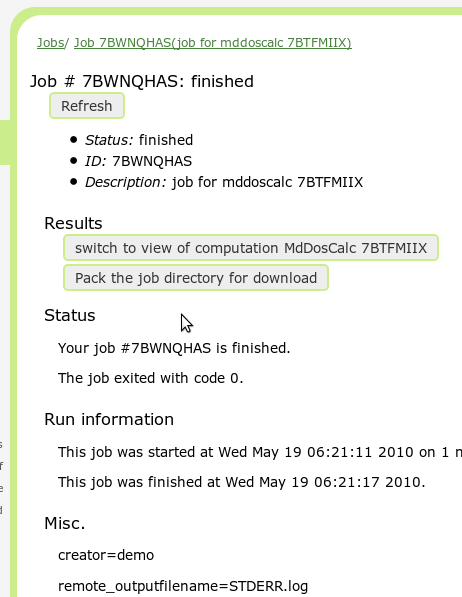 Jobs/ Job 7BWNQHAS(job for mddoscalc 7BTFMIIX)
Job # 7BWNQHAS: finished
Refresh
Status: finished
ID: 7BWNQHAS
Description: job for mddoscalc 7BTFMIIX
Results
switch to view of computation MdDosCalc 7BTFMIIX
Pack the job directory for download
Status
Your job #7BWNQHAS is finished.
The job exited with code 0.
Run information
This job was started at Wed May 19 06:21:11 2010 on 1
This job was finished at Wed May 19 06:21:17 2010.
Misc.
creator=demo
remote_outputfilename=STDERR.log